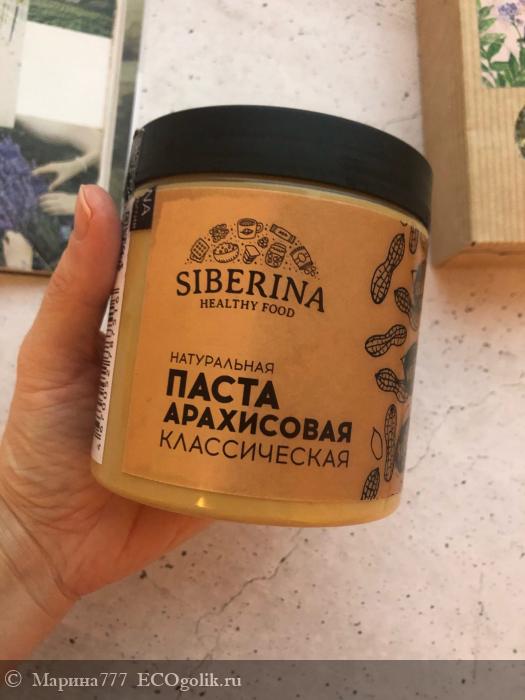 SIBERINA
HEALTHY FOOD
НАТУРАЛЬНАЯ
ПАСТА
АРАХИСОВАЯ
КЛАССИЧЕСКАЯ
© Марина777 ECOgolik.ru